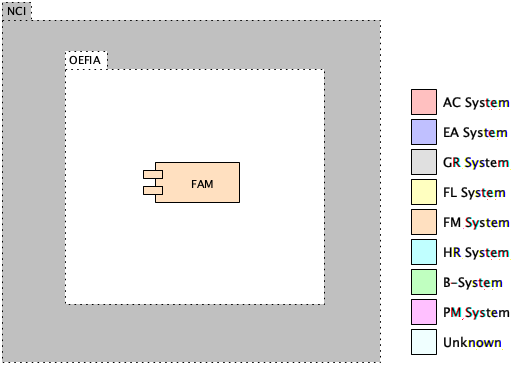 NCI
OEFIA
FAM
AC System
EA System
GR System
FL System
FM System
HR System
B-System
PM System
Unknown